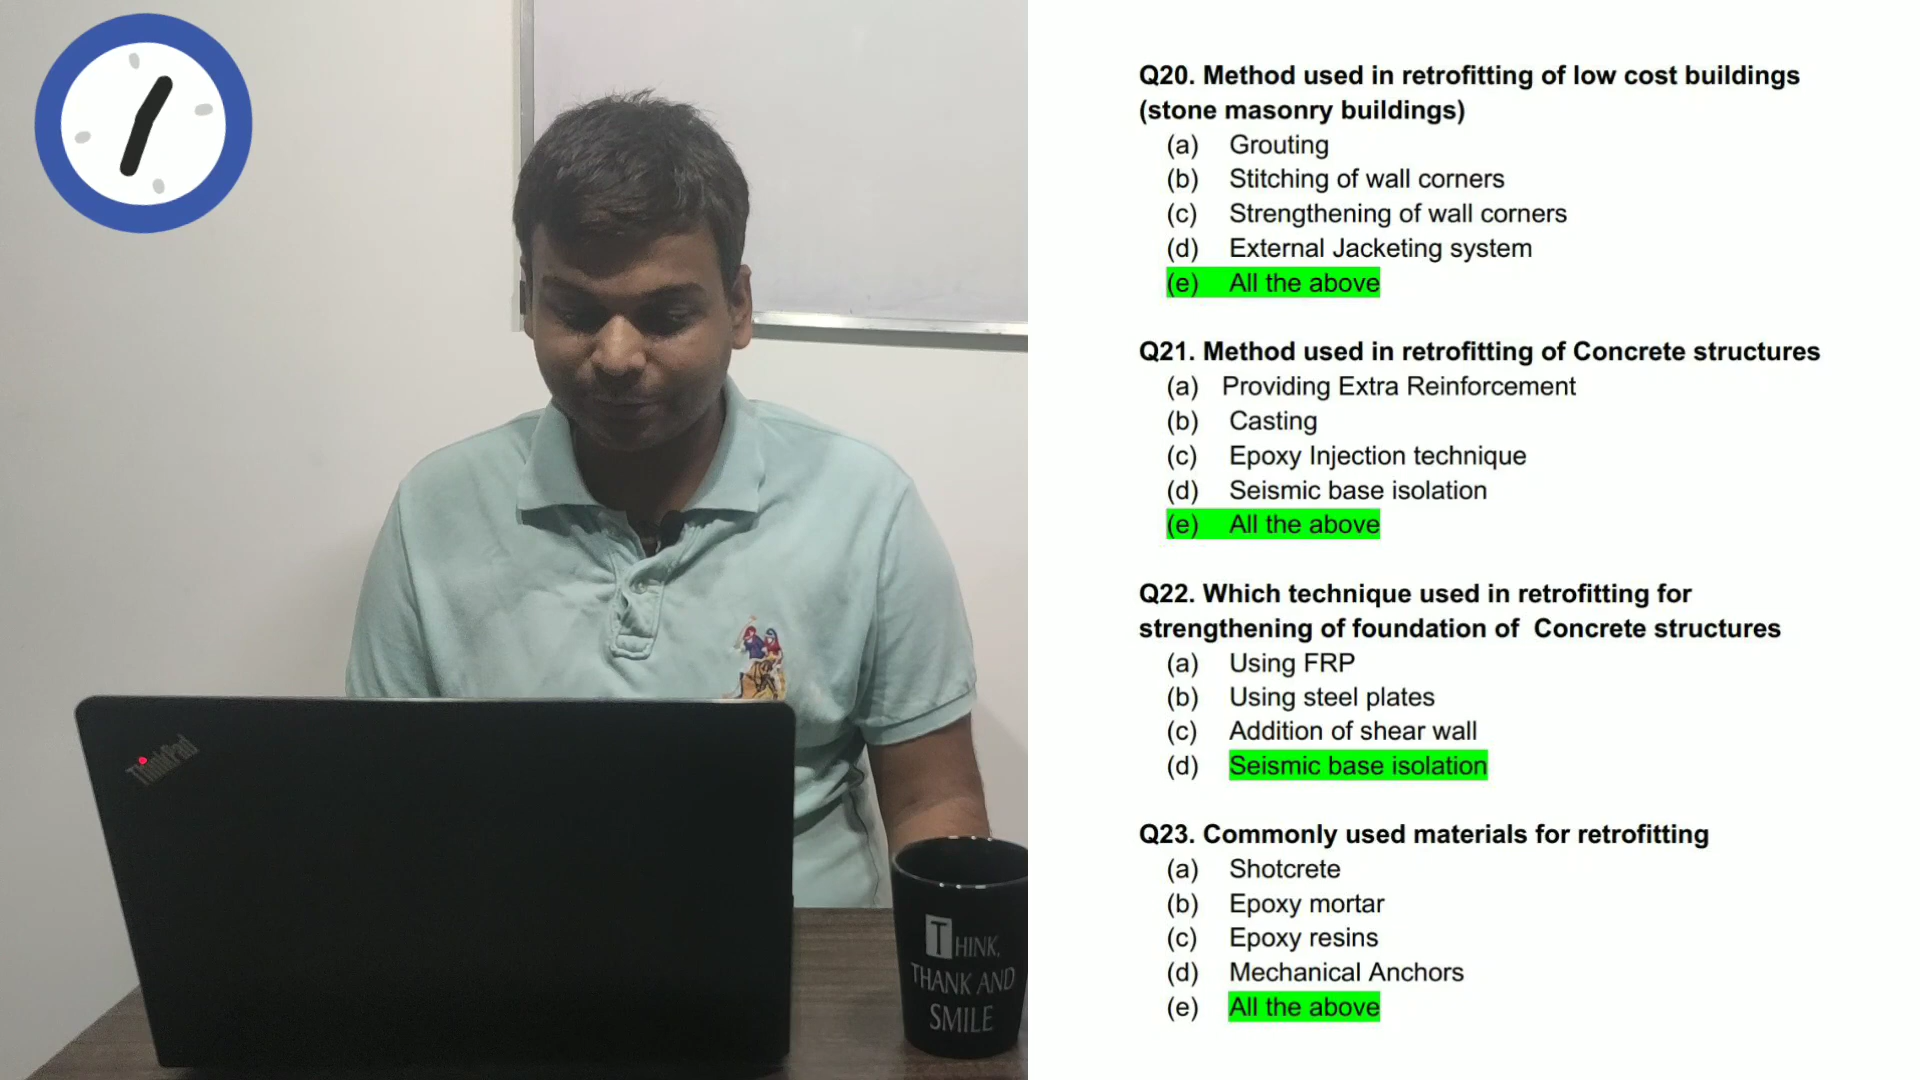 Q20. Method used in retrofitting of low cost buildings
(stone masonry buildings)
(a) Grouting
(b) Stitching of wall corners
(c) Strengthening of wall corners
(d) External Jacketing system
(e) All the above
Q21. Method used in retrofitting of Concrete structures
(a) Providing Extra Reinforcement
(b) Casting
(c) Epoxy Injection technique
(d) Seismic base isolation
(e) All the above
Q22. Which technique used in retrofitting for
strengthening of foundation of Concrete structures
(a) Using FRP
(b) Using steel plates
(c) Addition of shear wall
(d) Seismic base isolation
Q23. Commonly used materials for retrofitting
(a) Shotcrete
(b) Epoxy mortar
(c) Epoxy resins
(d) Mechanical Anchors
(e) All the above
ThinkPad
THINK,
THANK AND
SMILE